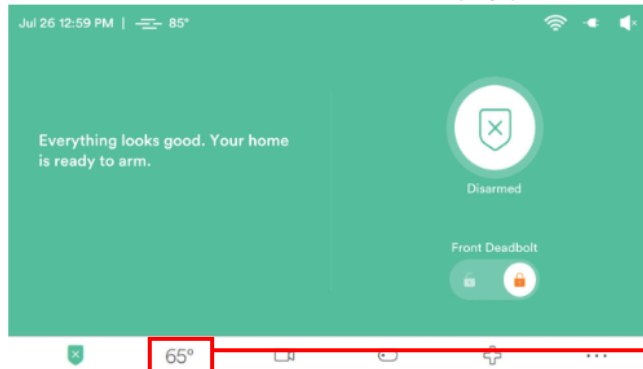 Jul 26 12:59 PM | 85°
Everything looks good. Your home
is ready to arm.
Disarmed
Front Deadbolt
65°